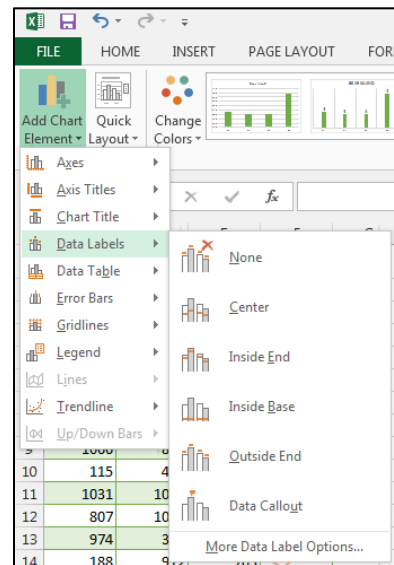 FILE HOME INSERT PAGE LAYOUT
Add Chart Element
Quick Layout
Change Colors
Axes
Axis Titles
Chart Title
Data Labels
Data Table
Error Bars
Gridlines
Legend
Lines
Trendline
Up/Down Bars
fx
None
Center
Inside End
Inside Base
Outside End
Data Callout
More Data Label Options...
10 115
11 1031
12 807
13 974
14 188